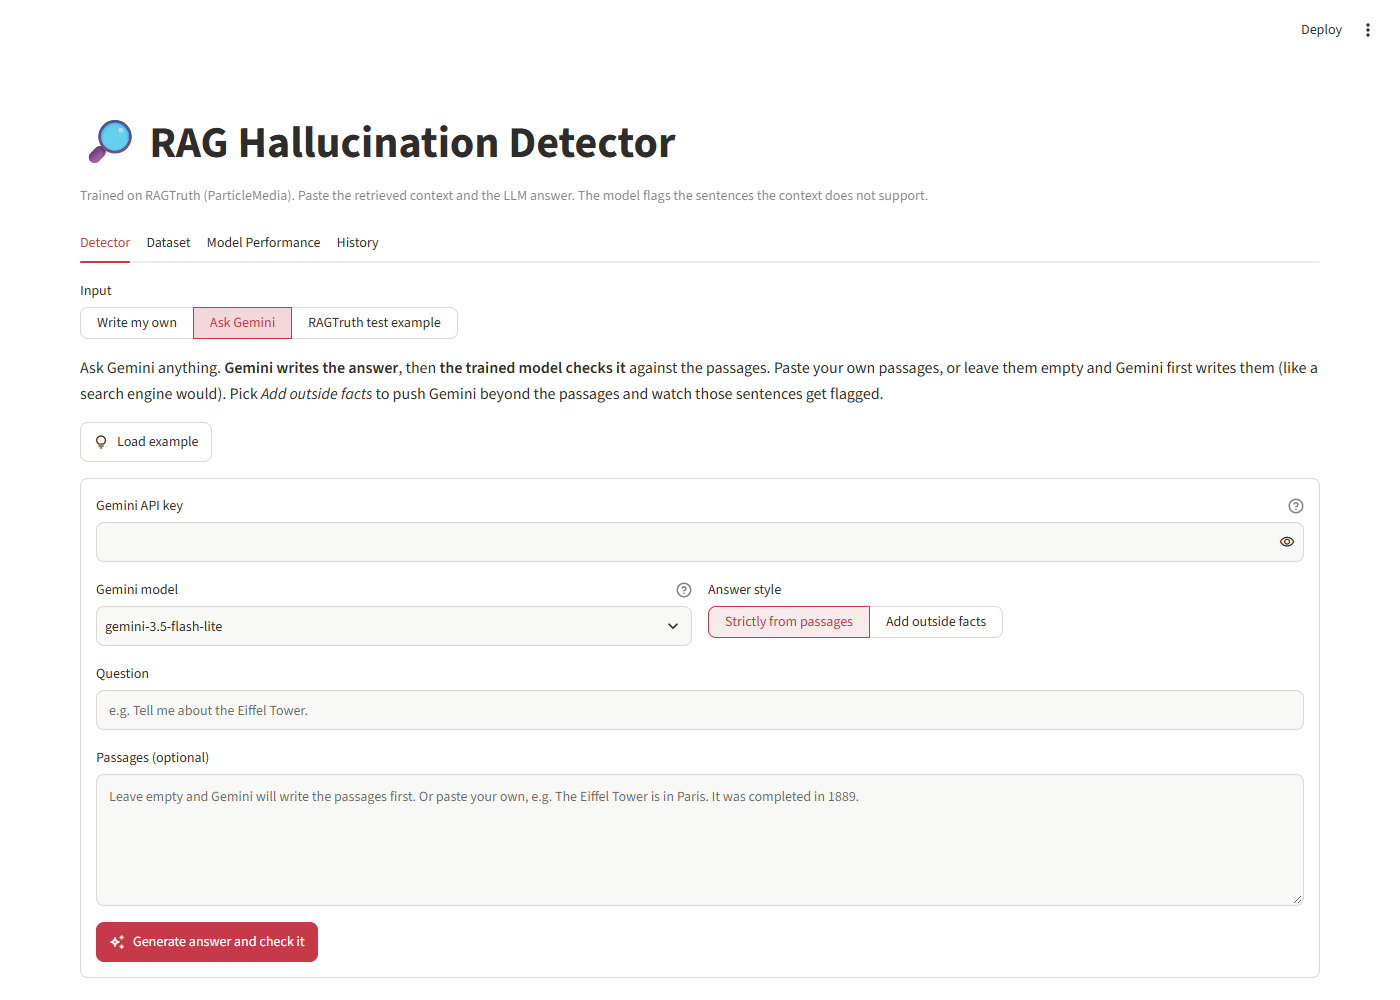 Deploy
RAG Hallucination Detector
Trained on RAGTruth (ParticleMedia). Paste the retrieved context and the LLM answer. The model flags the sentences the context does not support.
Detector Dataset Model Performance History
Input
Write my own Ask Gemini RAGTruth test example
Ask Gemini anything. Gemini writes the answer, then the trained model checks it against the passages. Paste your own passages, or leave them empty and Gemini first writes them (like a
search engine would). Pick Add outside facts to push Gemini beyond the passages and watch those sentences get flagged.
Load example
Gemini API key
Gemini model Answer style
gemini-3.5-flash-lite Strictly from passages Add outside facts
Question
e.g. Tell me about the Eiffel Tower.
Passages (optional)
Leave empty and Gemini will write the passages first. Or paste your own, e.g. The Eiffel Tower is in Paris. It was completed in 1889.
Generate answer and check it